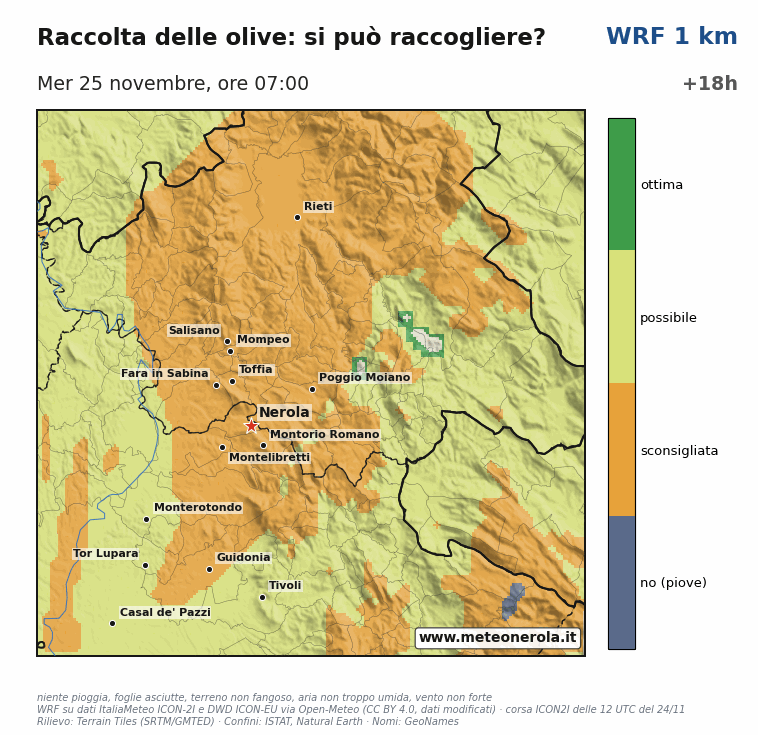 Raccolta delle olive: si può raccogliere?
WRF 1 km
Mer 25 novembre, ore 07:00
+18h
Rieti
Salisano
Mompeo
Fara in Sabina
Toffia
Poggio Moiano
Nerola
Montorio Romano
Montelibretti
Monterotondo
Tor Lupara
Guidonia
Tivoli
Casal de' Pazzi
www.meteonerola.it
ottima
possibile
sconsigliata
no (piove)
niente pioggia, foglie asciutte, terreno non fangoso, aria non troppo umida, vento non forte
WRF su dati ItaliaMeteo ICON-2I e DWD ICON-EU via Open-Meteo (CC BY 4.0, dati modificati) · corsa ICON2I delle 12 UTC del 24/11
Rilievo: Terrain Tiles (SRTM/GMTED) · Confini: ISTAT, Natural Earth · Nomi: GeoNames